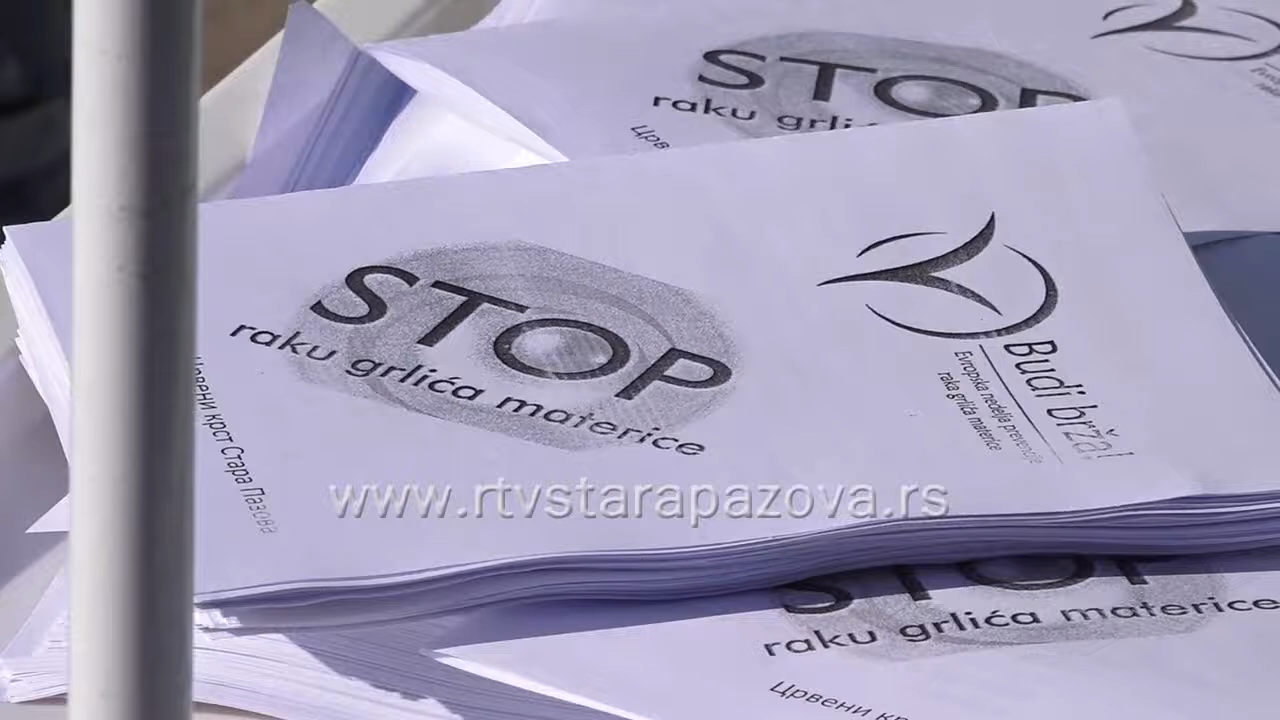 STOP
raku grlića materice
Црвени крст Стара Пазова
Budi brža!
Evropska nedelja prevencije
raka grlića materice
www.rtvstarapazova.rs
STOP
raku grlića
STOP
raku grlića materice
Црвени